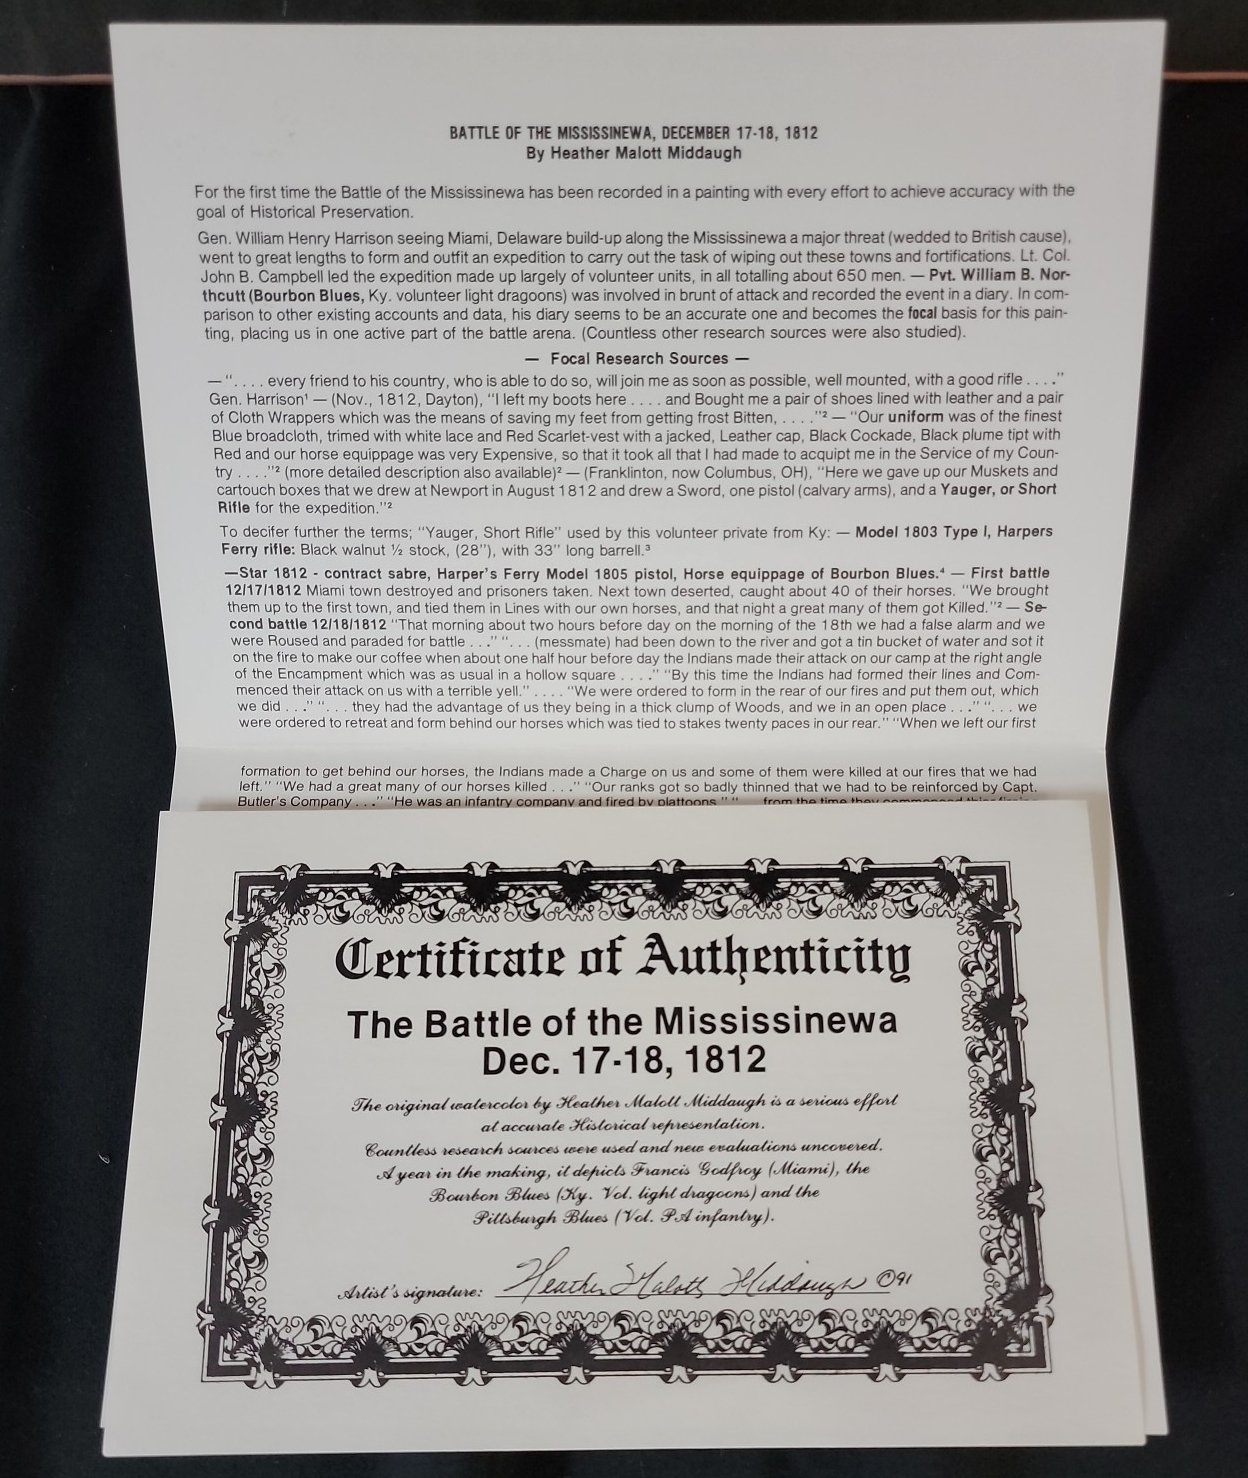 BATTLE OF THE MISSISSINEWA, DECEMBER 17-18, 1812
By Heather Malott Middaugh
For the first time the Battle of the Mississinewa has been recorded in a painting with every effort to achieve accuracy with the
goal of Historical Preservation.
Gen. William Henry Harrison seeing Miami, Delaware build-up along the Mississinewa a major threat (wedded to British cause),
went to great lengths to form and outfit an expedition to carry out the task of wiping out these towns and fortifications. Lt. Col.
John B. Campbell led the expedition made up largely of volunteer units, in all totalling about 650 men. — Pvt. William B. Nor-
thcutt (Bourbon Blues, Ky. volunteer light dragoons) was involved in brunt of attack and recorded the event in a diary. In com-
parison to other existing accounts and data, his diary seems to be an accurate one and becomes the focal basis for this pain-
ting, placing us in one active part of the battle arena. (Countless other research sources were also studied).
— Focal Research Sources —
— “. . . . every friend to his country, who is able to do so, will join me as soon as possible, well mounted, with a good rifle . . . .”
Gen. Harrison¹ — (Nov., 1812, Dayton), “I left my boots here . . . . and Bought me a pair of shoes lined with leather and a pair
of Cloth Wrappers which was the means of saving my feet from getting frost Bitten, . . . .”² — “Our uniform was of the finest
Blue broadcloth, trimed with white lace and Red Scarlet-vest with a jacked, Leather cap, Black Cockade, Black plume tipt with
Red and our horse equippage was very Expensive, so that it took all that I had made to acquipt me in the Service of my Coun-
try . . . .”² (more detailed description also available)² — (Franklinton, now Columbus, OH), “Here we gave up our Muskets and
cartouch boxes that we drew at Newport in August 1812 and drew a Sword, one pistol (calvary arms), and a Yauger, or Short
Rifle for the expedition.”²
To decifer further the terms; “Yauger, Short Rifle” used by this volunteer private from Ky: — Model 1803 Type I, Harpers
Ferry rifle: Black walnut ½ stock, (28”), with 33” long barrell.³
—Star 1812 - contract sabre, Harper’s Ferry Model 1805 pistol, Horse equippage of Bourbon Blues.⁴ — First battle
12/17/1812 Miami town destroyed and prisoners taken. Next town deserted, caught about 40 of their horses. “We brought
them up to the first town, and tied them in Lines with our own horses, and that night a great many of them got Killed.”² — Se-
cond battle 12/18/1812 “That morning about two hours before day on the morning of the 18th we had a false alarm and we
were Roused and paraded for battle . . .” “. . . (messmate) had been down to the river and got a tin bucket of water and sot it
on the fire to make our coffee when about one half hour before day the Indians made their attack on our camp at the right angle
of the Encampment which was as usual in a hollow square . . . .” “By this time the Indians had formed their lines and Com-
menced their attack on us with a terrible yell.” . . . . “We were ordered to form in the rear of our fires and put them out, which
we did . . .” “. . . they had the advantage of us they being in a thick clump of Woods, and we in an open place . . .” “. . . we
were ordered to retreat and form behind our horses which was tied to stakes twenty paces in our rear.” “When we left our first
formation to get behind our horses, the Indians made a Charge on us and some of them were killed at our fires that we had
left.” “We had a great many of our horses killed . . .” “Our ranks got so badly thinned that we had to be reinforced by Capt.
Butler’s Company . . .” “He was an infantry company and fired by plattoons.” “ from the time they commenced
Certificate of Authenticity
The Battle of the Mississinewa
Dec. 17-18, 1812
The original watercolor by Heather Malott Middaugh is a serious effort
at accurate Historical representation.
Countless research sources were used and new evaluations uncovered.
A year in the making, it depicts Francis Godfroy (Miami), the
Bourbon Blues (Ky. Vol. light dragoons) and the
Pittsburgh Blues (Vol. PA infantry).
Artist's signature: Heather Malott Middaugh ©91